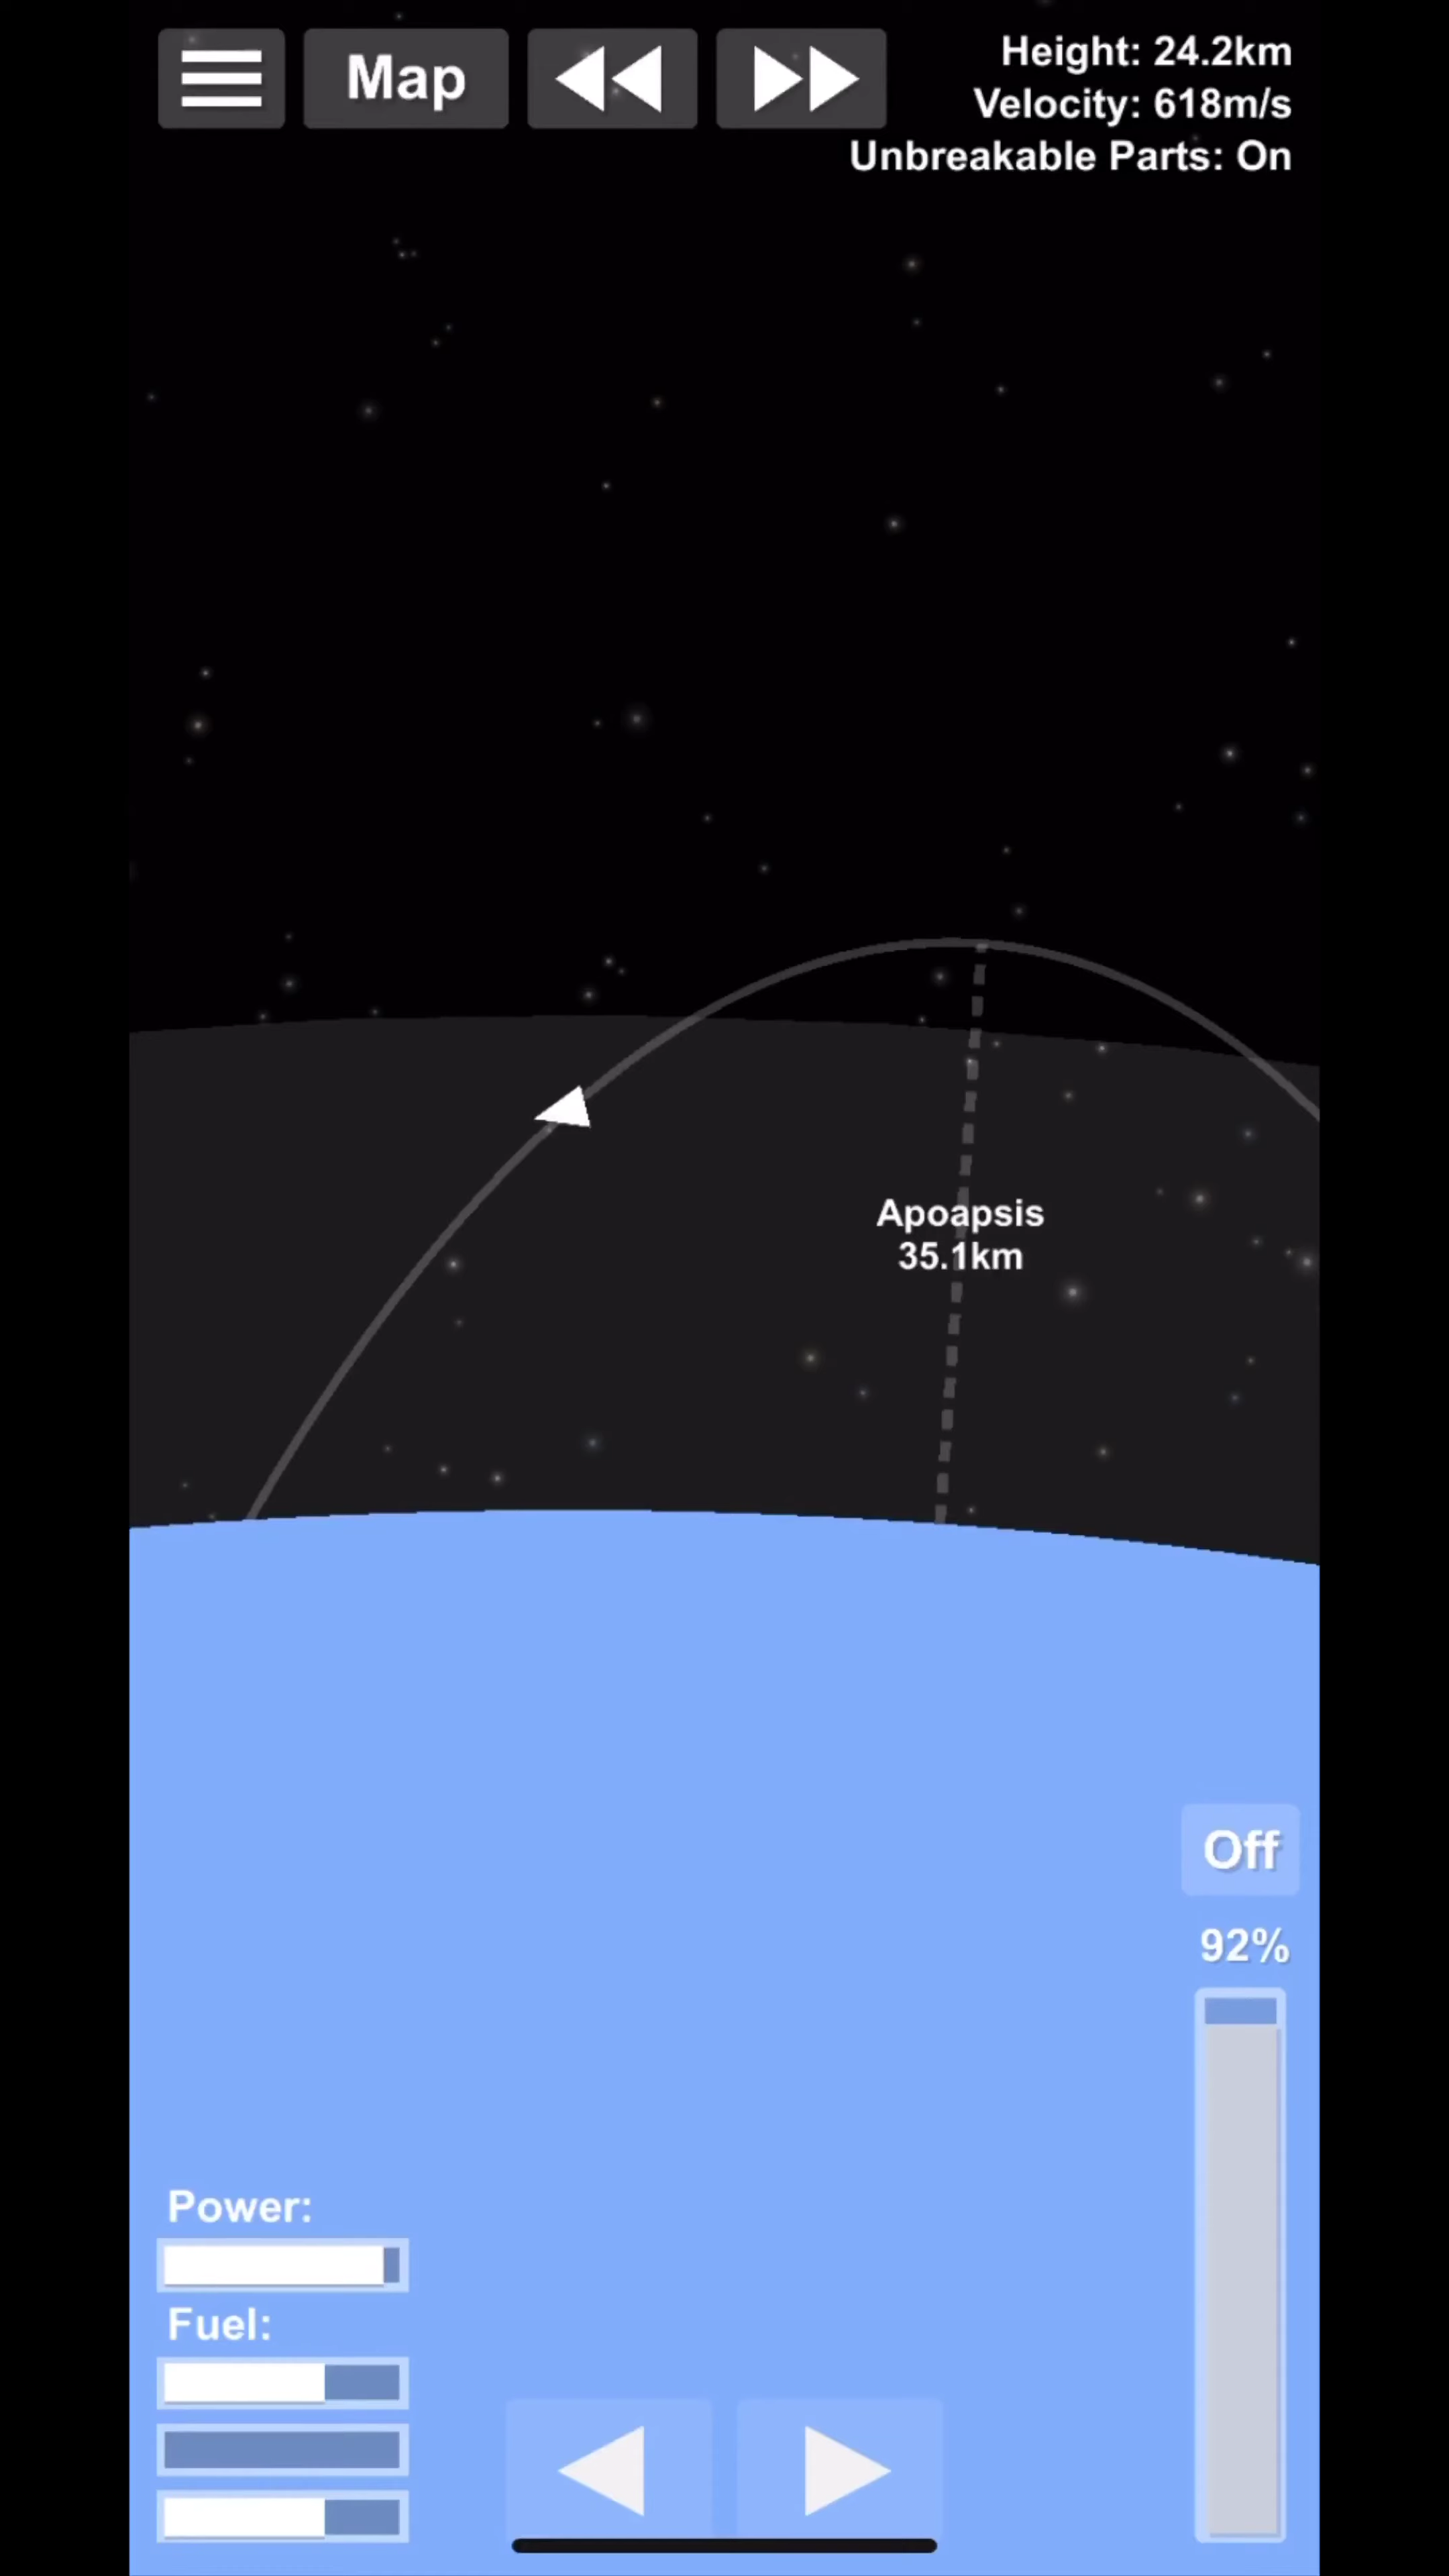 Map
Height: 24.2km
Velocity: 618m/s
Unbreakable Parts: On
Apoapsis
35.1km
Off
92%
Power:
Fuel: